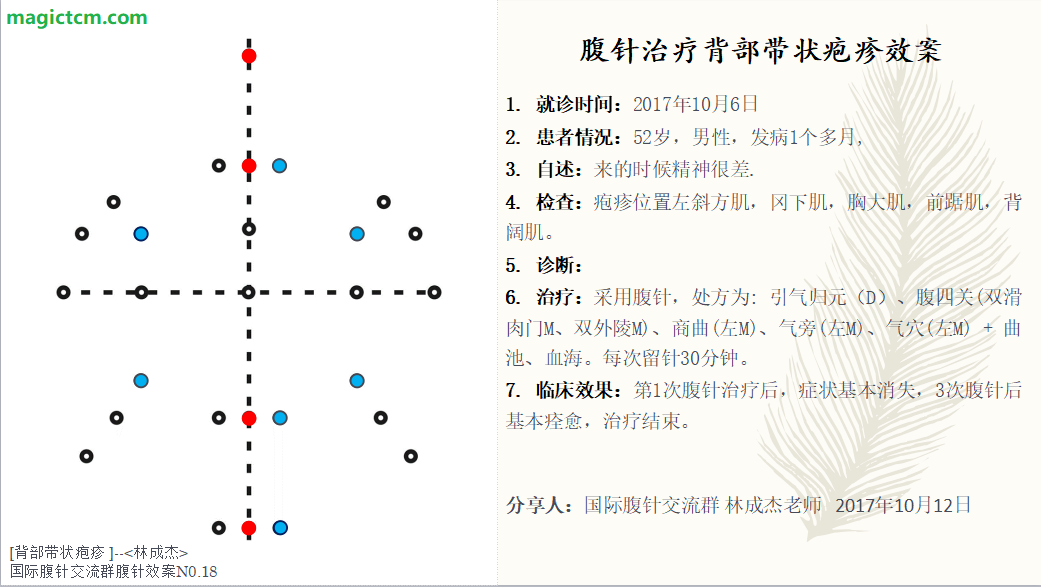 magictcm.com
腹针治疗背部带状疱疹效案
1. 就诊时间：2017年10月6日
2. 患者情况：52岁，男性，发病1个多月,
3. 自述：来的时候精神很差.
4. 检查：疱疹位置左斜方肌，冈下肌，胸大肌，前踞肌，背
阔肌。
5. 诊断：
6. 治疗：采用腹针，处方为: 引气归元（D）、腹四关(双滑
肉门M、双外陵M)、商曲(左M)、气旁(左M)、气穴(左M) + 曲
池、血海。每次留针30分钟。
7. 临床效果：第1次腹针治疗后，症状基本消失，3次腹针后
基本痊愈，治疗结束。
分享人：国际腹针交流群 林成杰老师 2017年10月12日
[背部带状疱疹 ]--<林成杰>
国际腹针交流群腹针效案N0.18